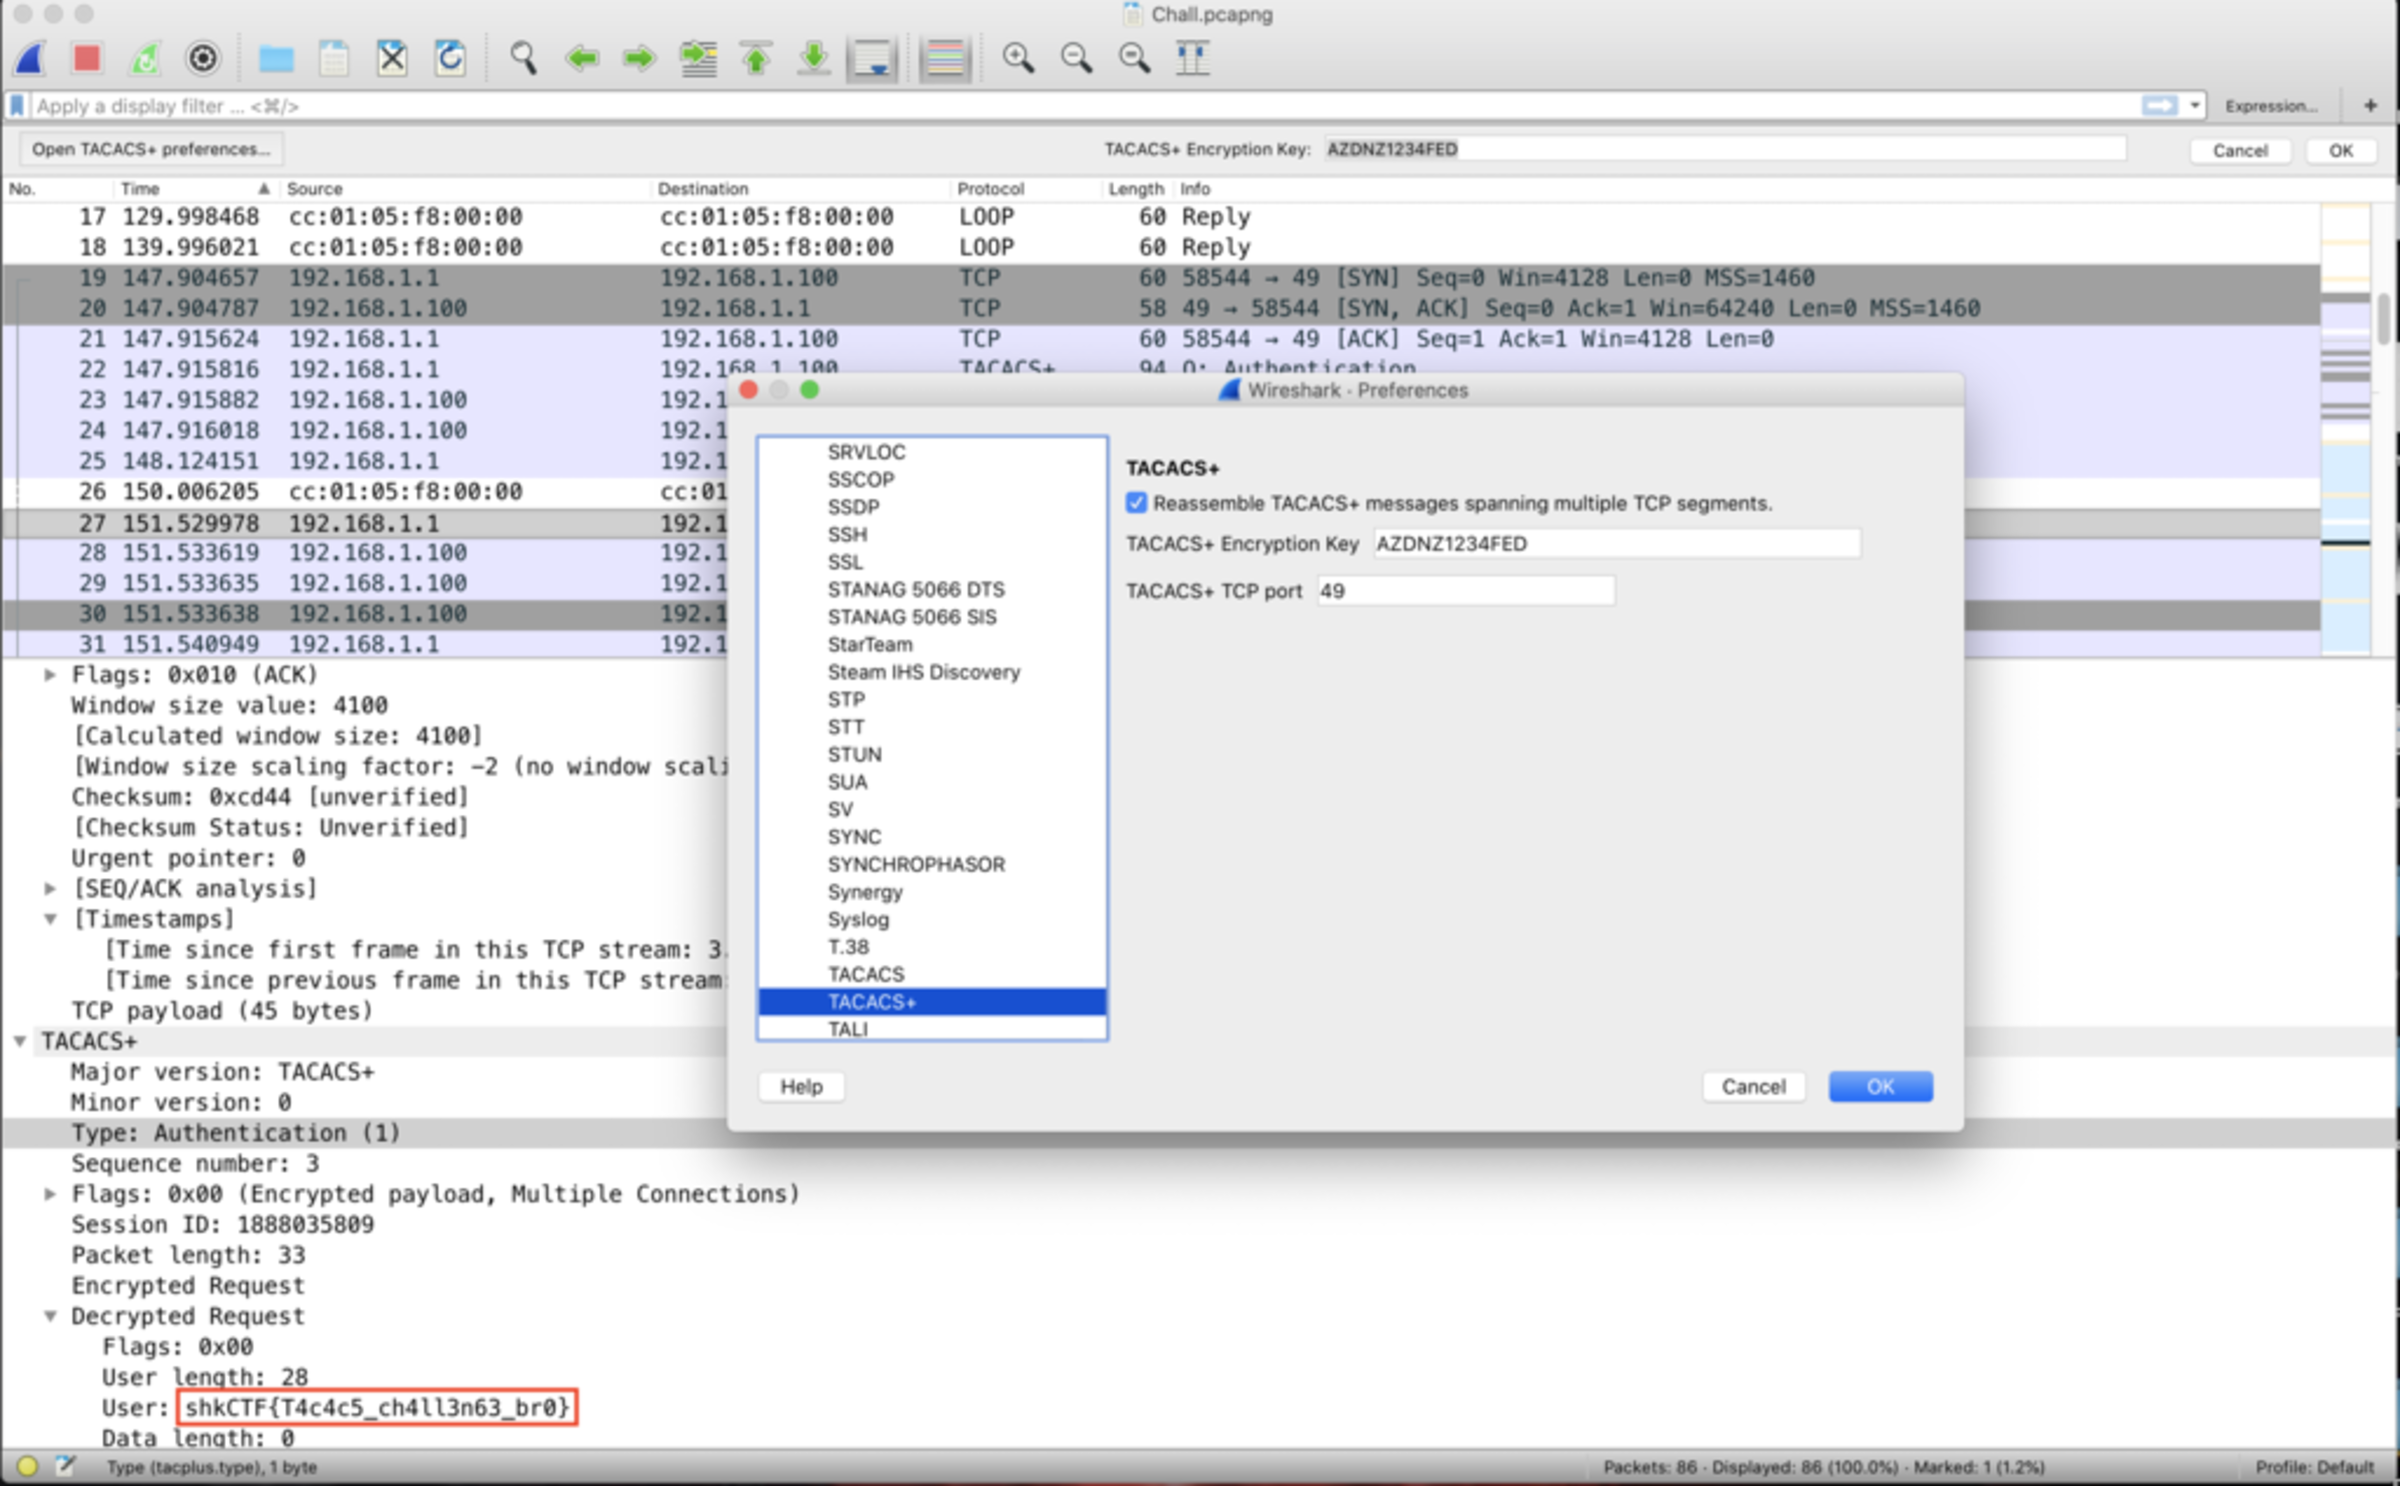 Chall.pcapng
Apply a display filter ... <⌘/>
Expression...
+
Open TACACS+ preferences...
TACACS+ Encryption Key: AZDNZ1234FED
Cancel
OK
No. Time Source Destination Protocol Length Info
17 129.998468 cc:01:05:f8:00:00 cc:01:05:f8:00:00 LOOP 60 Reply
18 139.996021 cc:01:05:f8:00:00 cc:01:05:f8:00:00 LOOP 60 Reply
19 147.904657 192.168.1.1 192.168.1.100 TCP 60 58544 → 49 [SYN] Seq=0 Win=4128 Len=0 MSS=1460
20 147.904787 192.168.1.100 192.168.1.1 TCP 58 49 → 58544 [SYN, ACK] Seq=0 Ack=1 Win=64240 Len=0 MSS=1460
21 147.915624 192.168.1.1 192.168.1.100 TCP 60 58544 → 49 [ACK] Seq=1 Ack=1 Win=4128 Len=0
22 147.915816 192.168.1.1 192.168.1.100 TACACS+ 94 Q: Authentication
23 147.915882 192.168.1.100 192.1
24 147.916018 192.168.1.100 192.1
25 148.124151 192.168.1.1 192.1
26 150.006205 cc:01:05:f8:00:00 cc:01
27 151.529978 192.168.1.1 192.1
28 151.533619 192.168.1.100 192.1
29 151.533635 192.168.1.100 192.1
30 151.533638 192.168.1.100 192.1
31 151.540949 192.168.1.1 192.1
Flags: 0x010 (ACK)
Window size value: 4100
[Calculated window size: 4100]
[Window size scaling factor: -2 (no window scali
Checksum: 0xcd44 [unverified]
[Checksum Status: Unverified]
Urgent pointer: 0
[SEQ/ACK analysis]
[Timestamps]
[Time since first frame in this TCP stream: 3.
[Time since previous frame in this TCP stream:
TCP payload (45 bytes)
TACACS+
Major version: TACACS+
Minor version: 0
Type: Authentication (1)
Sequence number: 3
Flags: 0x00 (Encrypted payload, Multiple Connections)
Session ID: 1888035809
Packet length: 33
Encrypted Request
Decrypted Request
Flags: 0x00
User length: 28
User: shkCTF{T4c4c5_ch4ll3n63_br0}
Data length: 0
Wireshark · Preferences
SRVLOC
SSCOP
SSDP
SSH
SSL
STANAG 5066 DTS
STANAG 5066 SIS
StarTeam
Steam IHS Discovery
STP
STT
STUN
SUA
SV
SYNC
SYNCHROPHASOR
Synergy
Syslog
T.38
TACACS
TACACS+
TALI
TACACS+
Reassemble TACACS+ messages spanning multiple TCP segments.
TACACS+ Encryption Key AZDNZ1234FED
TACACS+ TCP port 49
Help
Cancel
OK
Type (tacplus.type), 1 byte
Packets: 86 · Displayed: 86 (100.0%) · Marked: 1 (1.2%)
Profile: Default